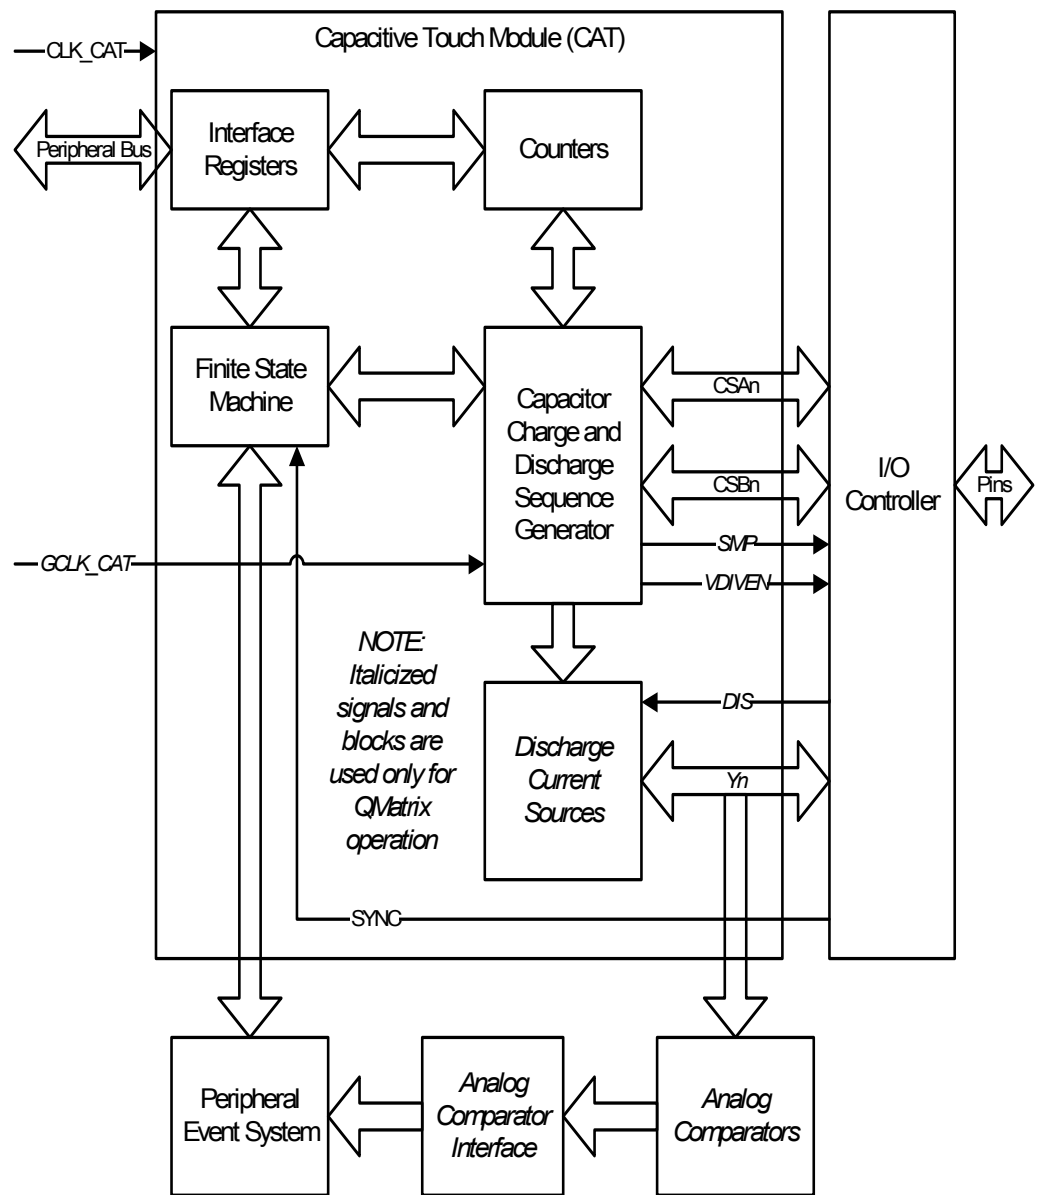 Capacitive Touch Module (CAT)
CLK_CAT
Peripheral Bus
Interface
Registers
Counters
Finite State
Machine
Capacitor
Charge and
Discharge
Sequence
Generator
CSAn
CSBn
SMP
VDIVEN
I/O
Controller
Pins
GCLK_CAT
NOTE:
Italicized
signals and
blocks are
used only for
QMatrix
operation
Discharge
Current
Sources
DIS
Yn
SYNC
Peripheral
Event System
Analog
Comparator
Interface
Analog
Comparators